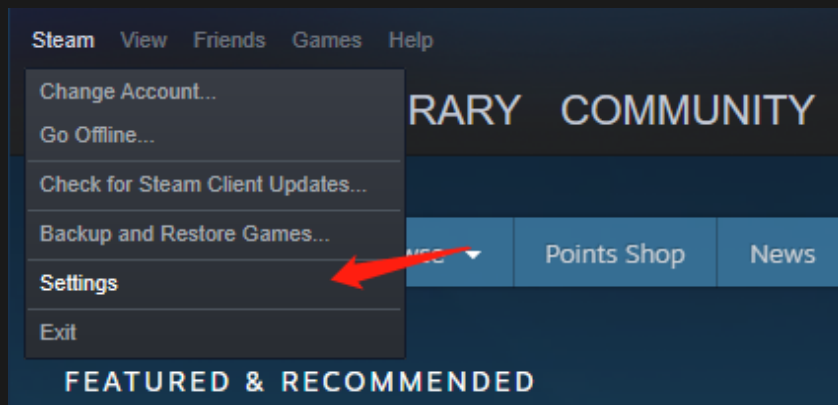 Steam View Friends Games Help
Change Account...
RARY COMMUNITY
Go Offline...
Check for Steam Client Updates...
Backup and Restore Games...
Points Shop News
Settings
Exit
FEATURED & RECOMMENDED